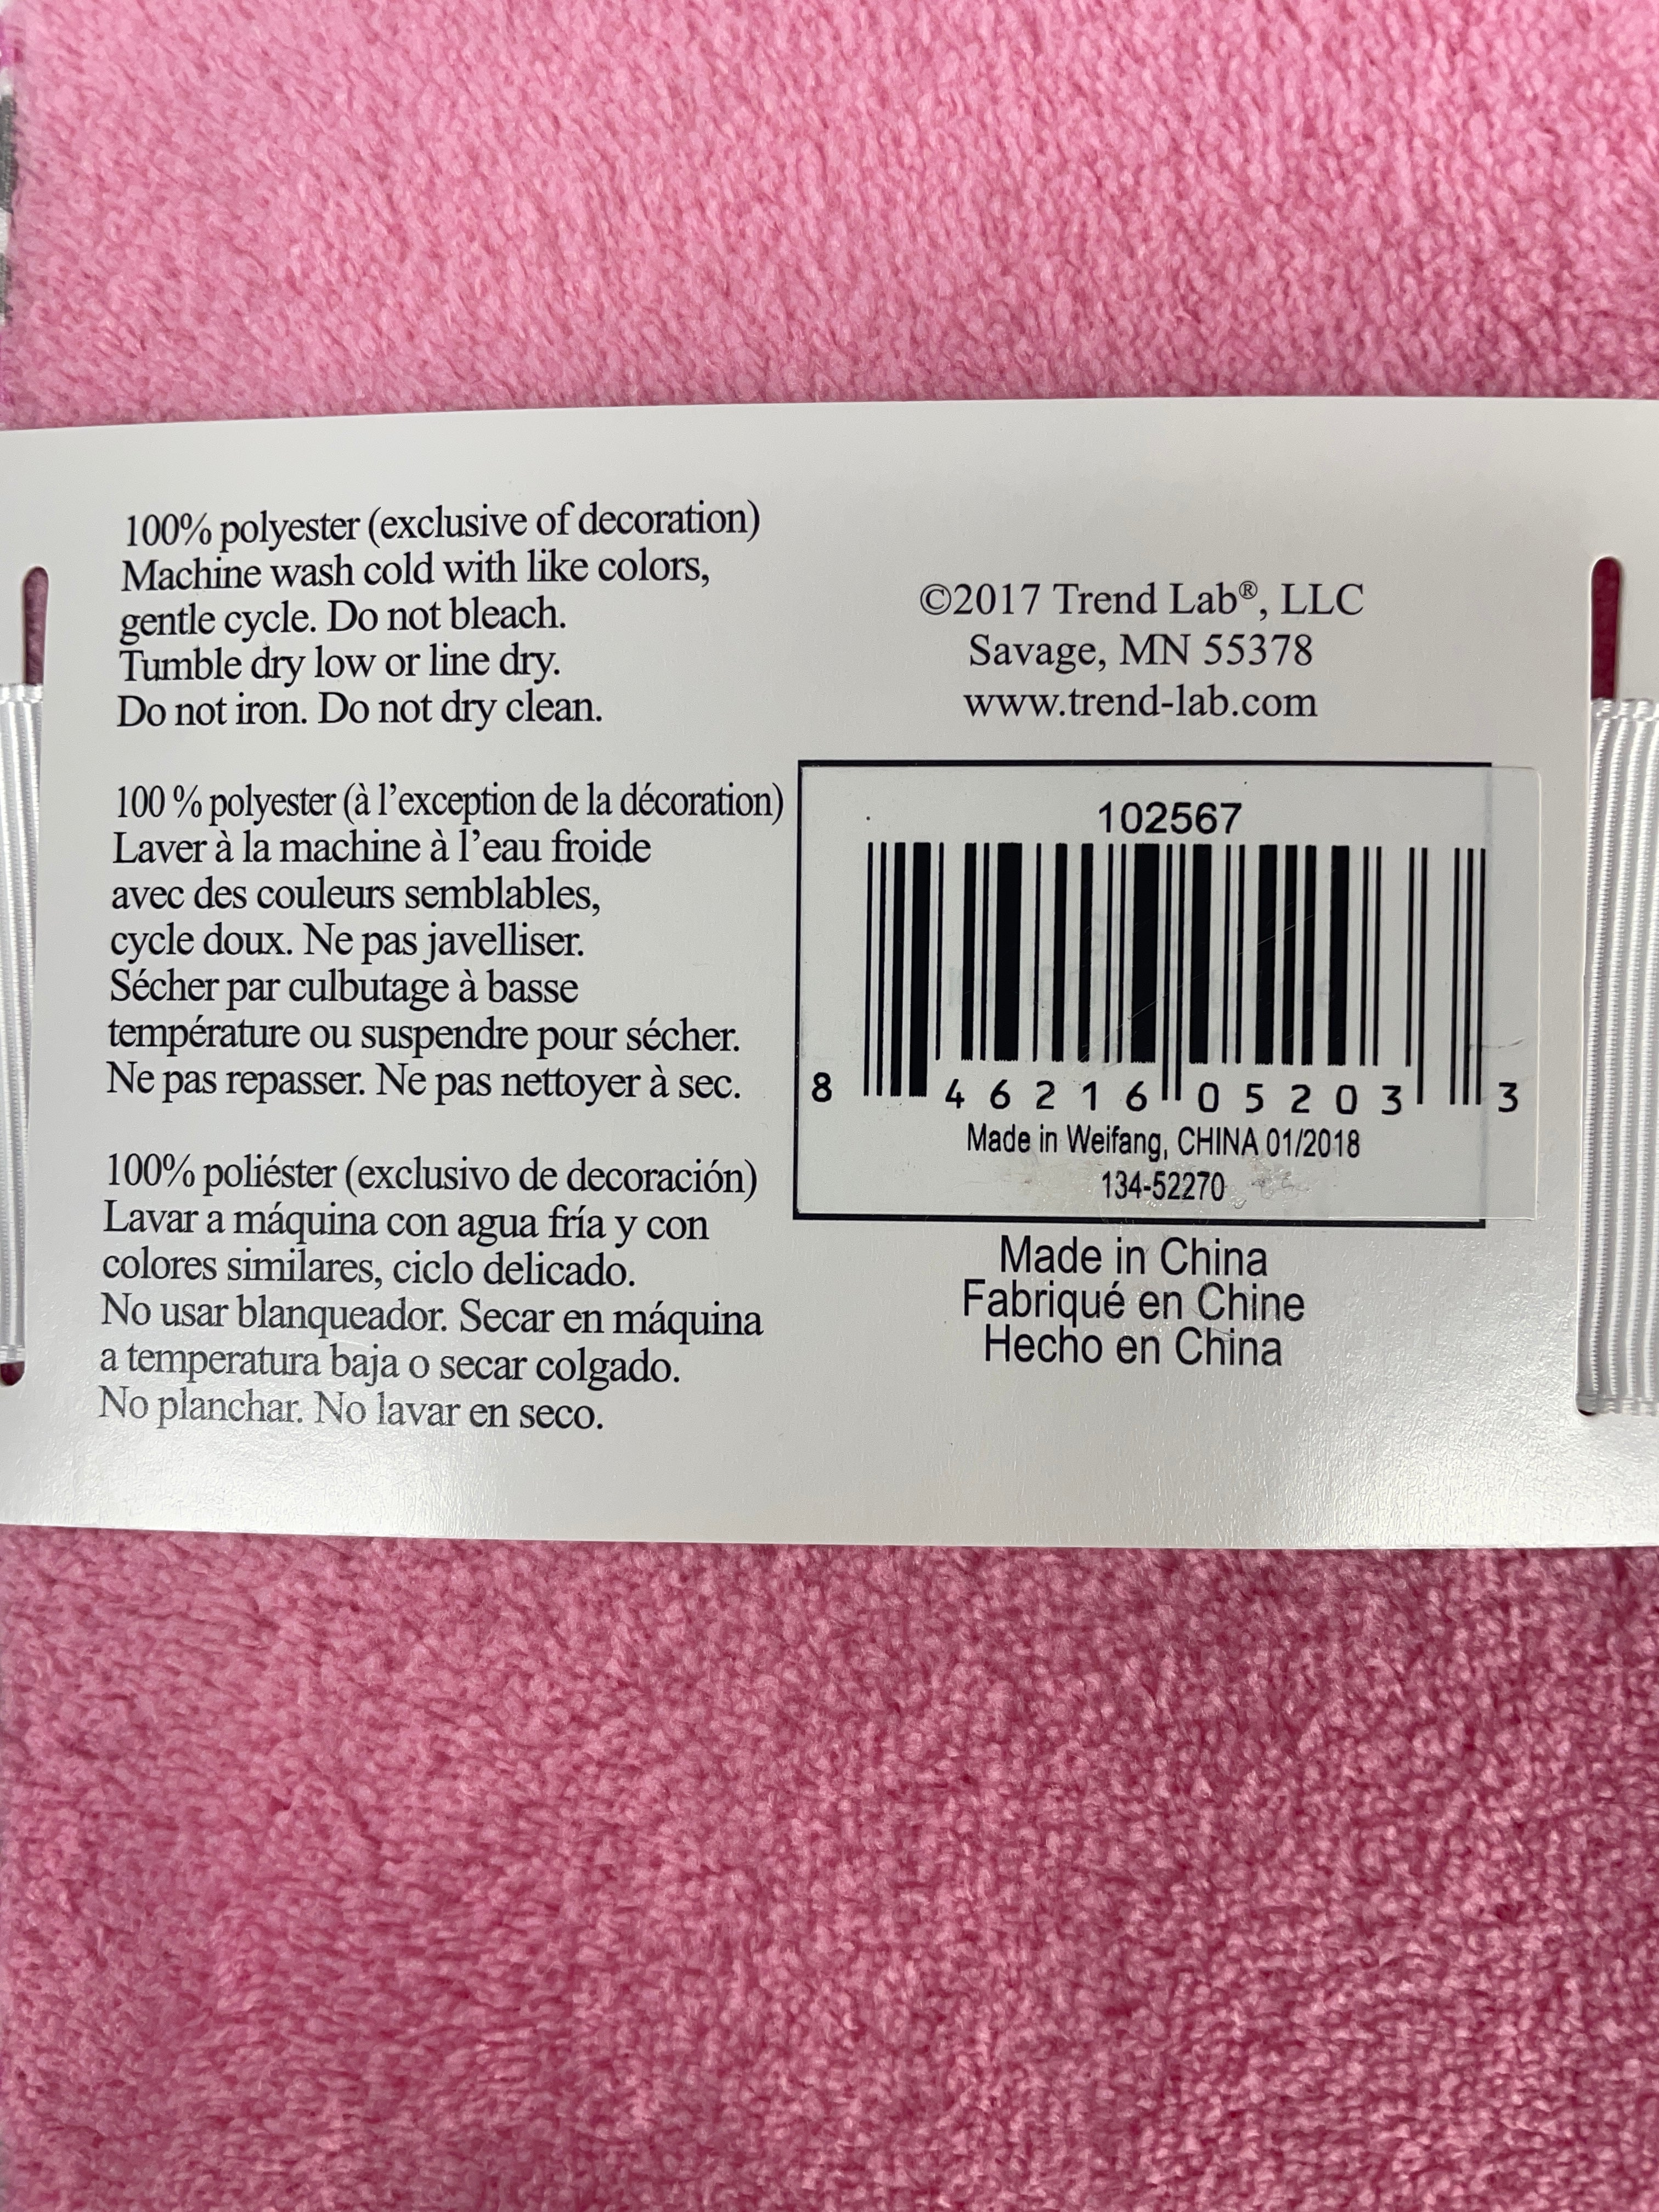 100% polyester (exclusive of decoration)
Machine wash cold with like colors,
gentle cycle. Do not bleach.
Tumble dry low or line dry.
Do not iron. Do not dry clean.
100 % polyester (à l'exception de la décoration)
Laver à la machine à l'eau froide
avec des couleurs semblables,
cycle doux. Ne pas javelliser.
Sécher par culbutage à basse
température ou suspendre pour sécher.
Ne pas repasser. Ne pas nettoyer à sec.
100% poliéster (exclusivo de decoración)
Lavar a máquina con agua fría y con
colores similares, ciclo delicado.
No usar blanqueador. Secar en máquina
a temperatura baja o secar colgado.
No planchar. No lavar en seco.
©2017 Trend Lab®, LLC
Savage, MN 55378
www.trend-lab.com
102567
8 46216 05203 3
Made in Weifang, CHINA 01/2018
134-52270
Made in China
Fabriqué en Chine
Hecho en China